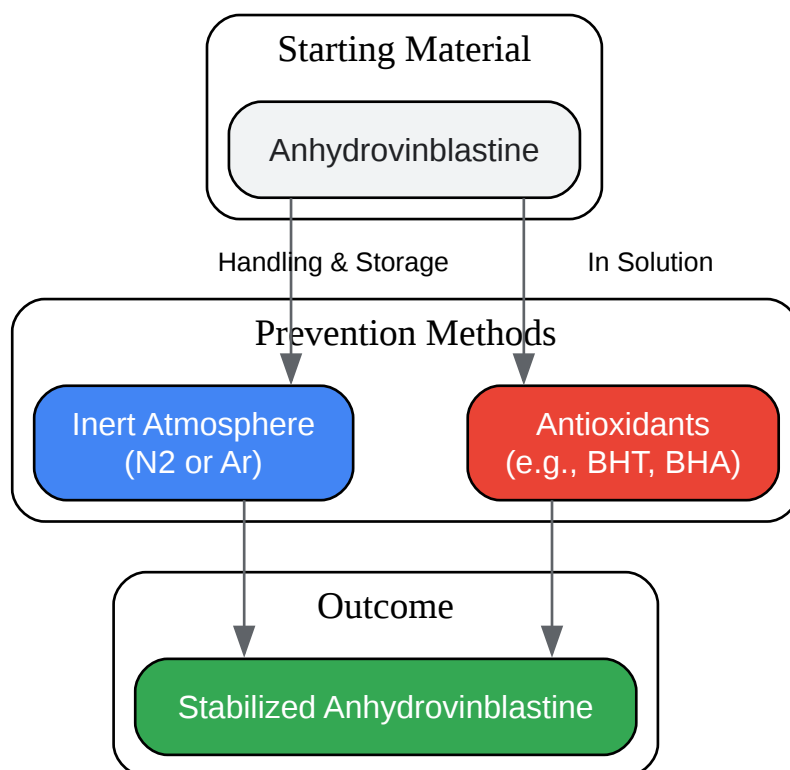 Starting Material
Anhydrovinblastine
Handling & Storage
In Solution
Prevention Methods
Inert Atmosphere
(N2 or Ar)
Antioxidants
(e.g., BHT, BHA)
Outcome
Stabilized Anhydrovinblastine